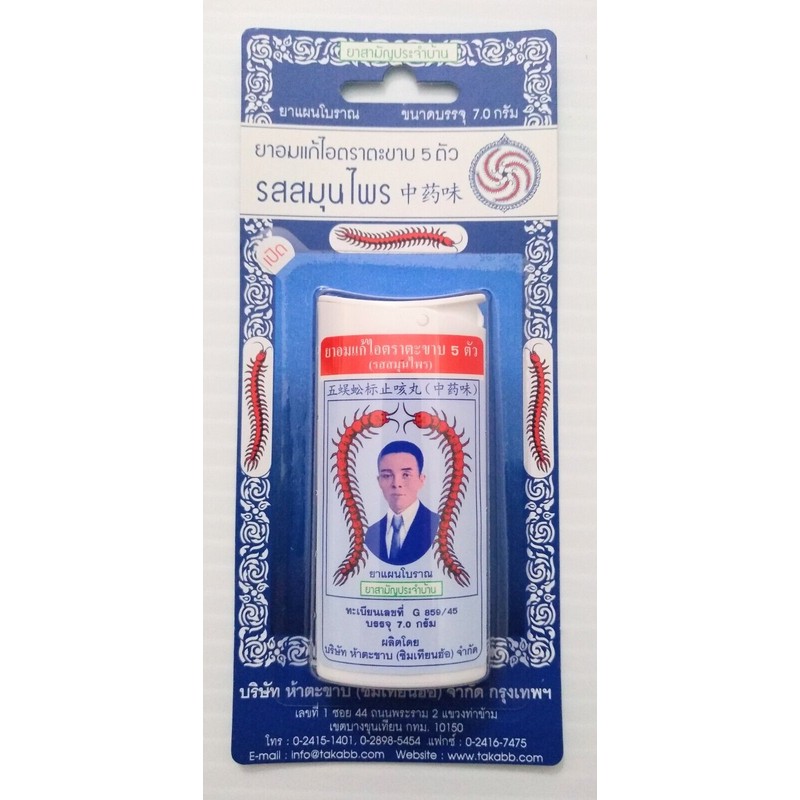 ยาสามัญประจำบ้าน
ยาแผนโบราณ ขนาดบรรจุ 7.0 กรัม
ยาอมแก้ไอตราตะขาบ 5 ตัว
รสสมุนไพร 中药味
เปิด
ยาอมแก้ไอตราตะขาบ 5 ตัว
(รสสมุนไพร)
五蜈蚣标止咳丸(中药味)
ยาแผนโบราณ
ยาสามัญประจำบ้าน
ทะเบียนเลขที่ G 859/45
บรรจุ 7.0 กรัม
ผลิตโดย
บริษัท ห้าตะขาบ (ซิมเทียนฮ้อ) จำกัด
บริษัท ห้าตะขาบ (ซิมเทียนฮ้อ) จำกัด กรุงเทพฯ
เลขที่ 1 ซอย 44 ถนนพระราม 2 แขวงท่าข้าม
เขตบางขุนเทียน กทม. 10150
โทร : 0-2415-1401, 0-2898-5454 แฟกซ์ : 0-2416-7475
E-mail : info@takabb.com Website : www.takabb.com